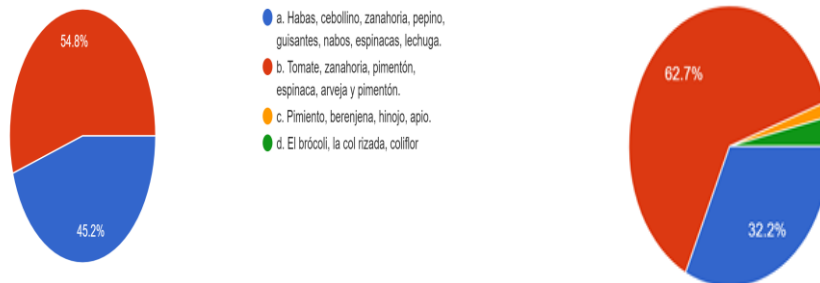 54.8%
45.2%
a. Habas, cebollino, zanahoria, pepino,
guisantes, nabos, espinacas, lechuga.
b. Tomate, zanahoria, pimentón,
espinaca, arveja y pimentón.
c. Pimiento, berenjena, hinojo, apio.
d. El brócoli, la col rizada, coliflor
62.7%
32.2%